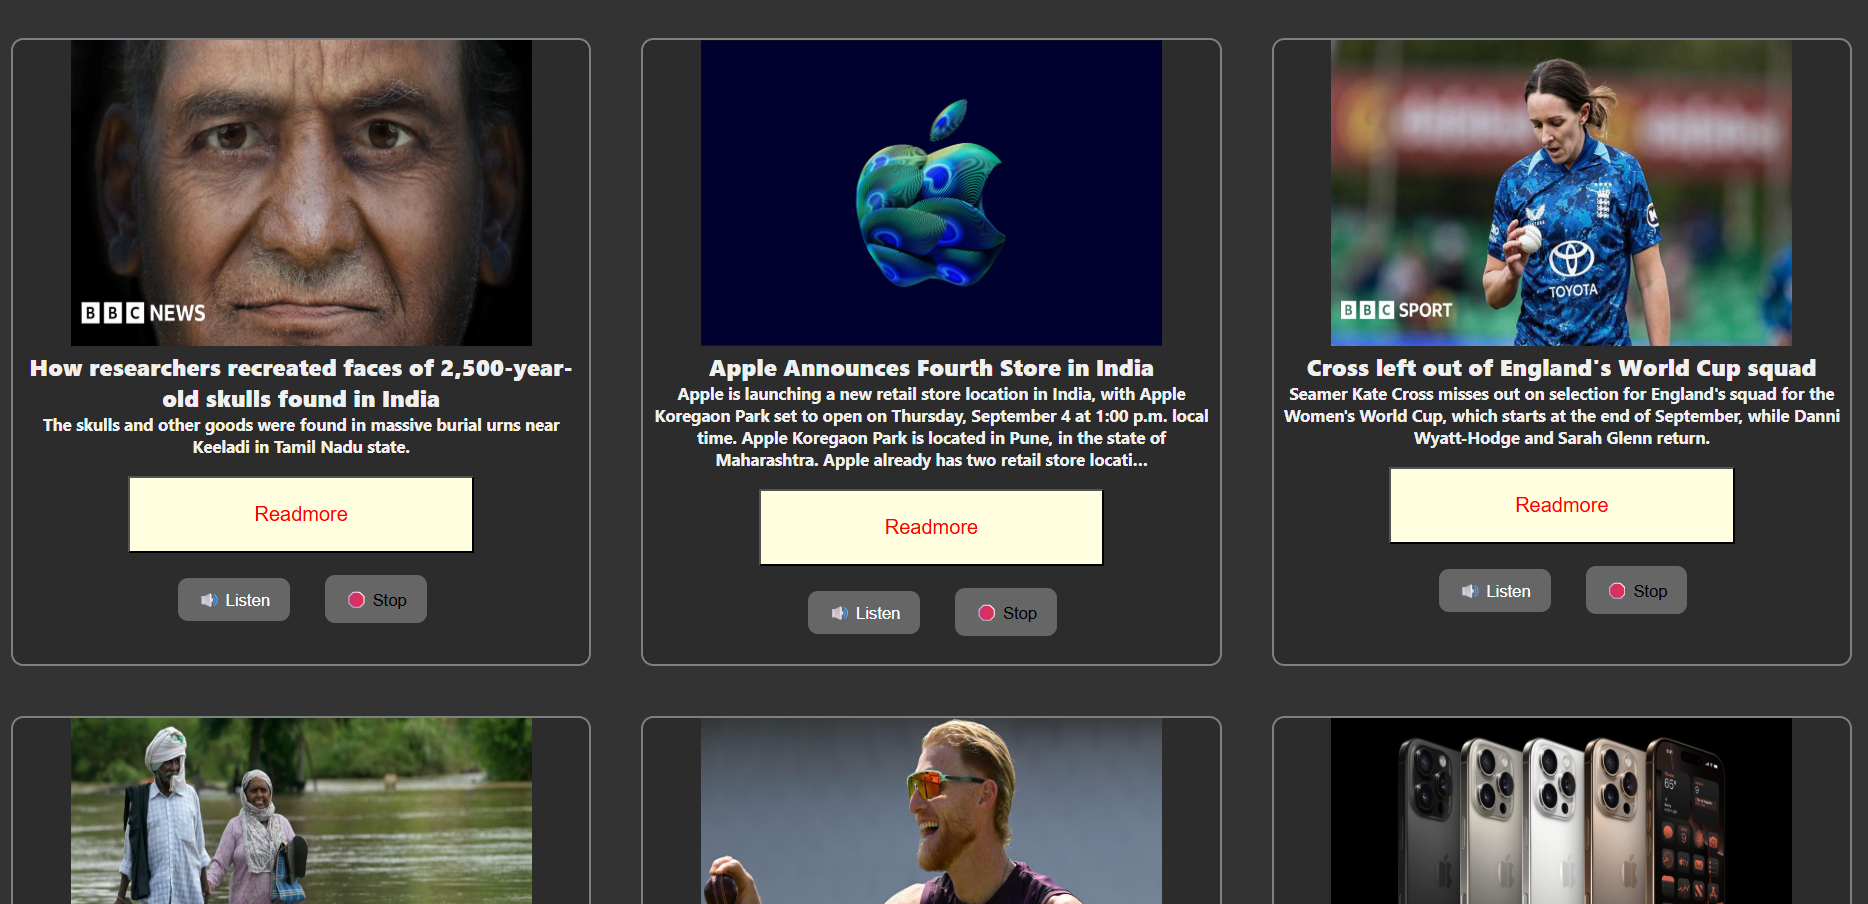 BBC NEWS
How researchers recreated faces of 2,500-year-
old skulls found in India
The skulls and other goods were found in massive burial urns near
Keeladi in Tamil Nadu state.
Readmore
Listen
Stop
Apple Announces Fourth Store in India
Apple is launching a new retail store location in India, with Apple
Koregaon Park set to open on Thursday, September 4 at 1:00 p.m. local
time. Apple Koregaon Park is located in Pune, in the state of
Maharashtra. Apple already has two retail store locati...
Readmore
Listen
Stop
TOYOTA
BBC SPORT
Cross left out of England's World Cup squad
Seamer Kate Cross misses out on selection for England's squad for the
Women's World Cup, which starts at the end of September, while Danni
Wyatt-Hodge and Sarah Glenn return.
Readmore
Listen
Stop